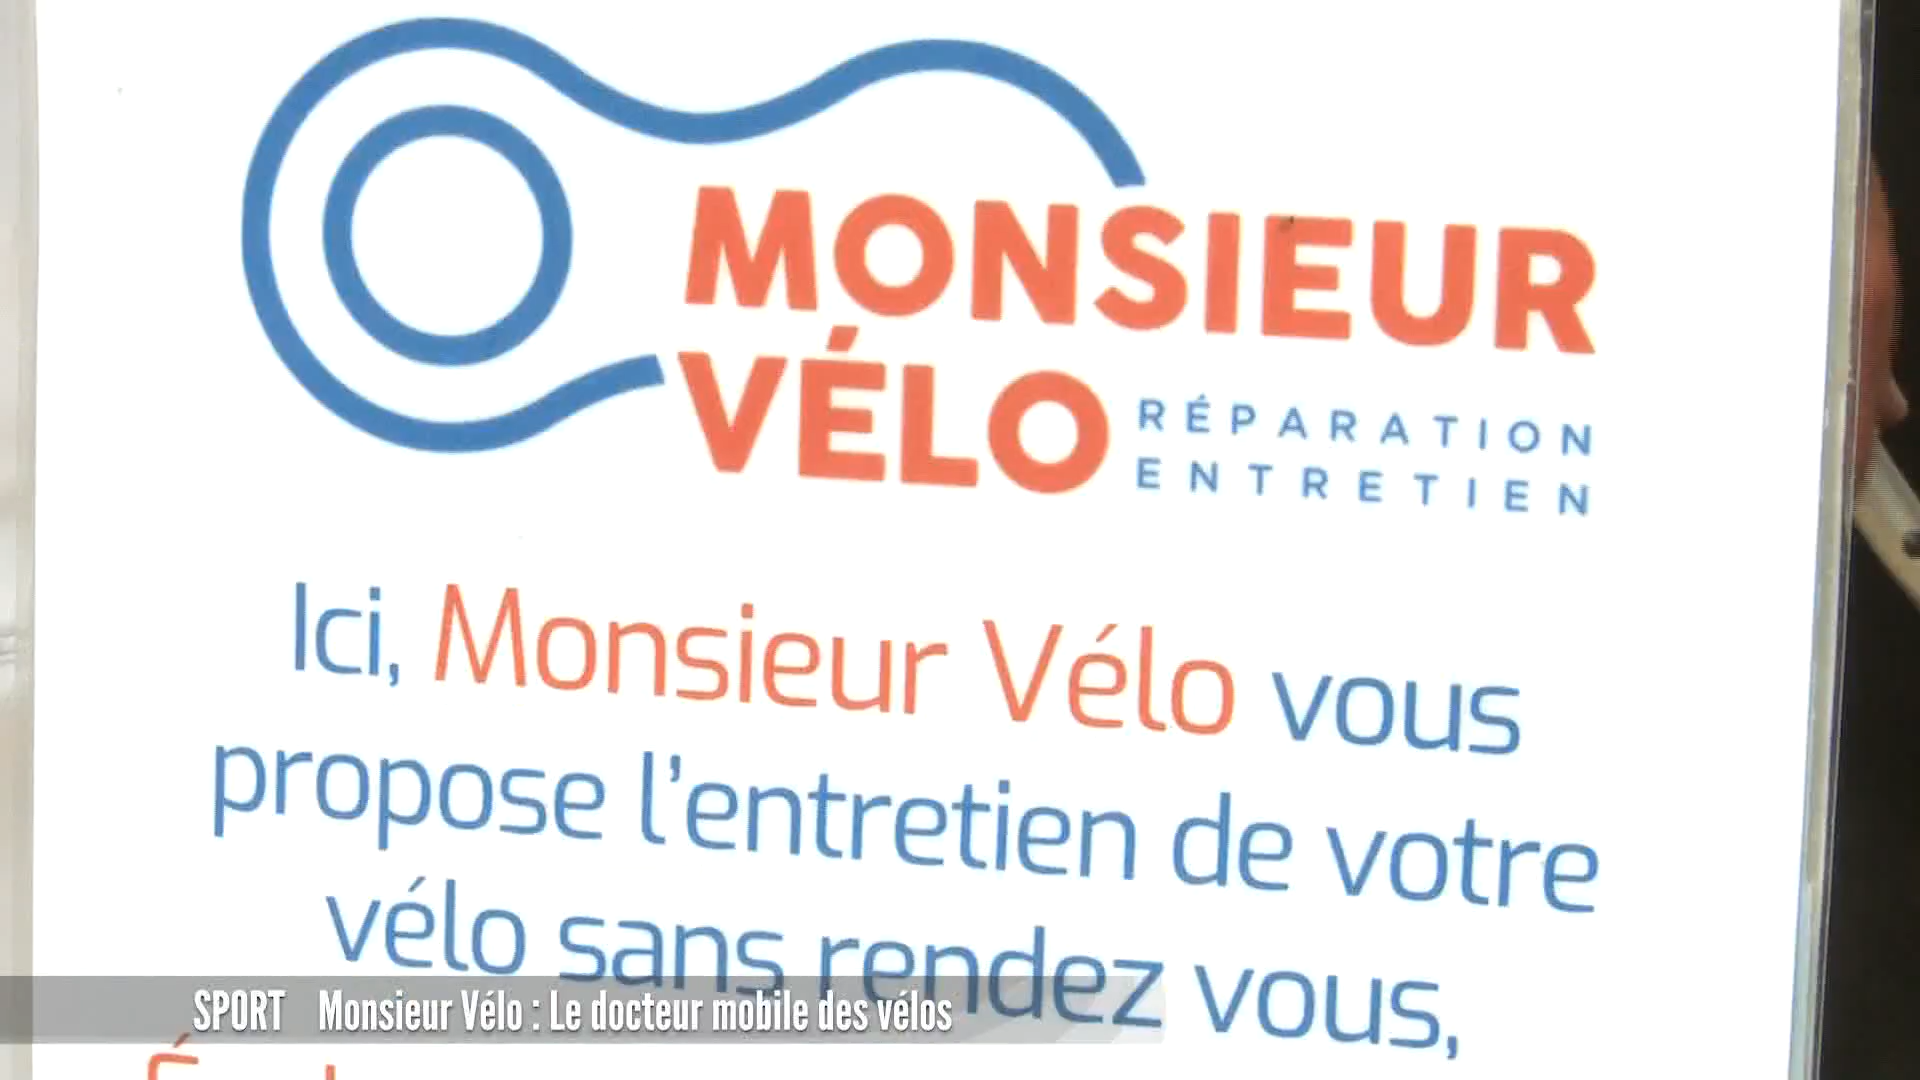 MONSIEUR
VÉLO
RÉPARATION
ENTRETIEN
Ici, Monsieur Vélo vous
propose l'entretien de votre
vélo sans rendez vous,
SPORT Monsieur Vélo : Le docteur mobile des vélos